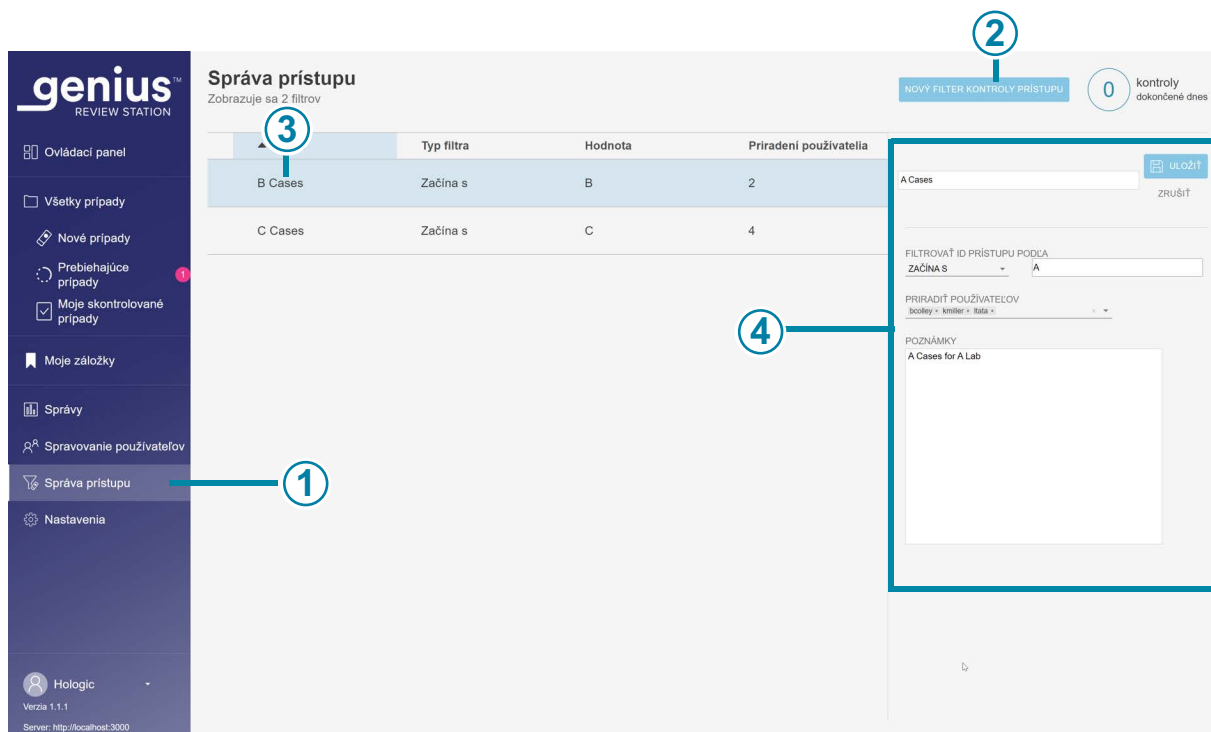 2
genius™
REVIEW STATION
Správa prístupu
Zobrazuje sa 2 filtrov
NOVÝ FILTER KONTROLY PRÍSTUPU
0
kontroly
dokončené dnes
3
Typ filtra
Hodnota
Priradení používatelia
B Cases
Začína s
B
2
C Cases
Začína s
C
4
Ovládací panel
Všetky prípady
Nové prípady
Prebiehajúce
prípady
1
Moje skontrolované
prípady
Moje záložky
Správy
Spravovanie používateľov
Správa prístupu
1
Nastavenia
Hologic
Verzia 1.1.1
Server: http://localhost:3000
4
A Cases
ULOŽIŤ
ZRUŠIŤ
FILTROVAŤ ID PRÍSTUPU PODĽA
ZAČÍNA S
A
PRIRADIŤ POUŽÍVATEĽOV
bcolley × kmiller × ltata ×
POZNÁMKY
A Cases for A Lab